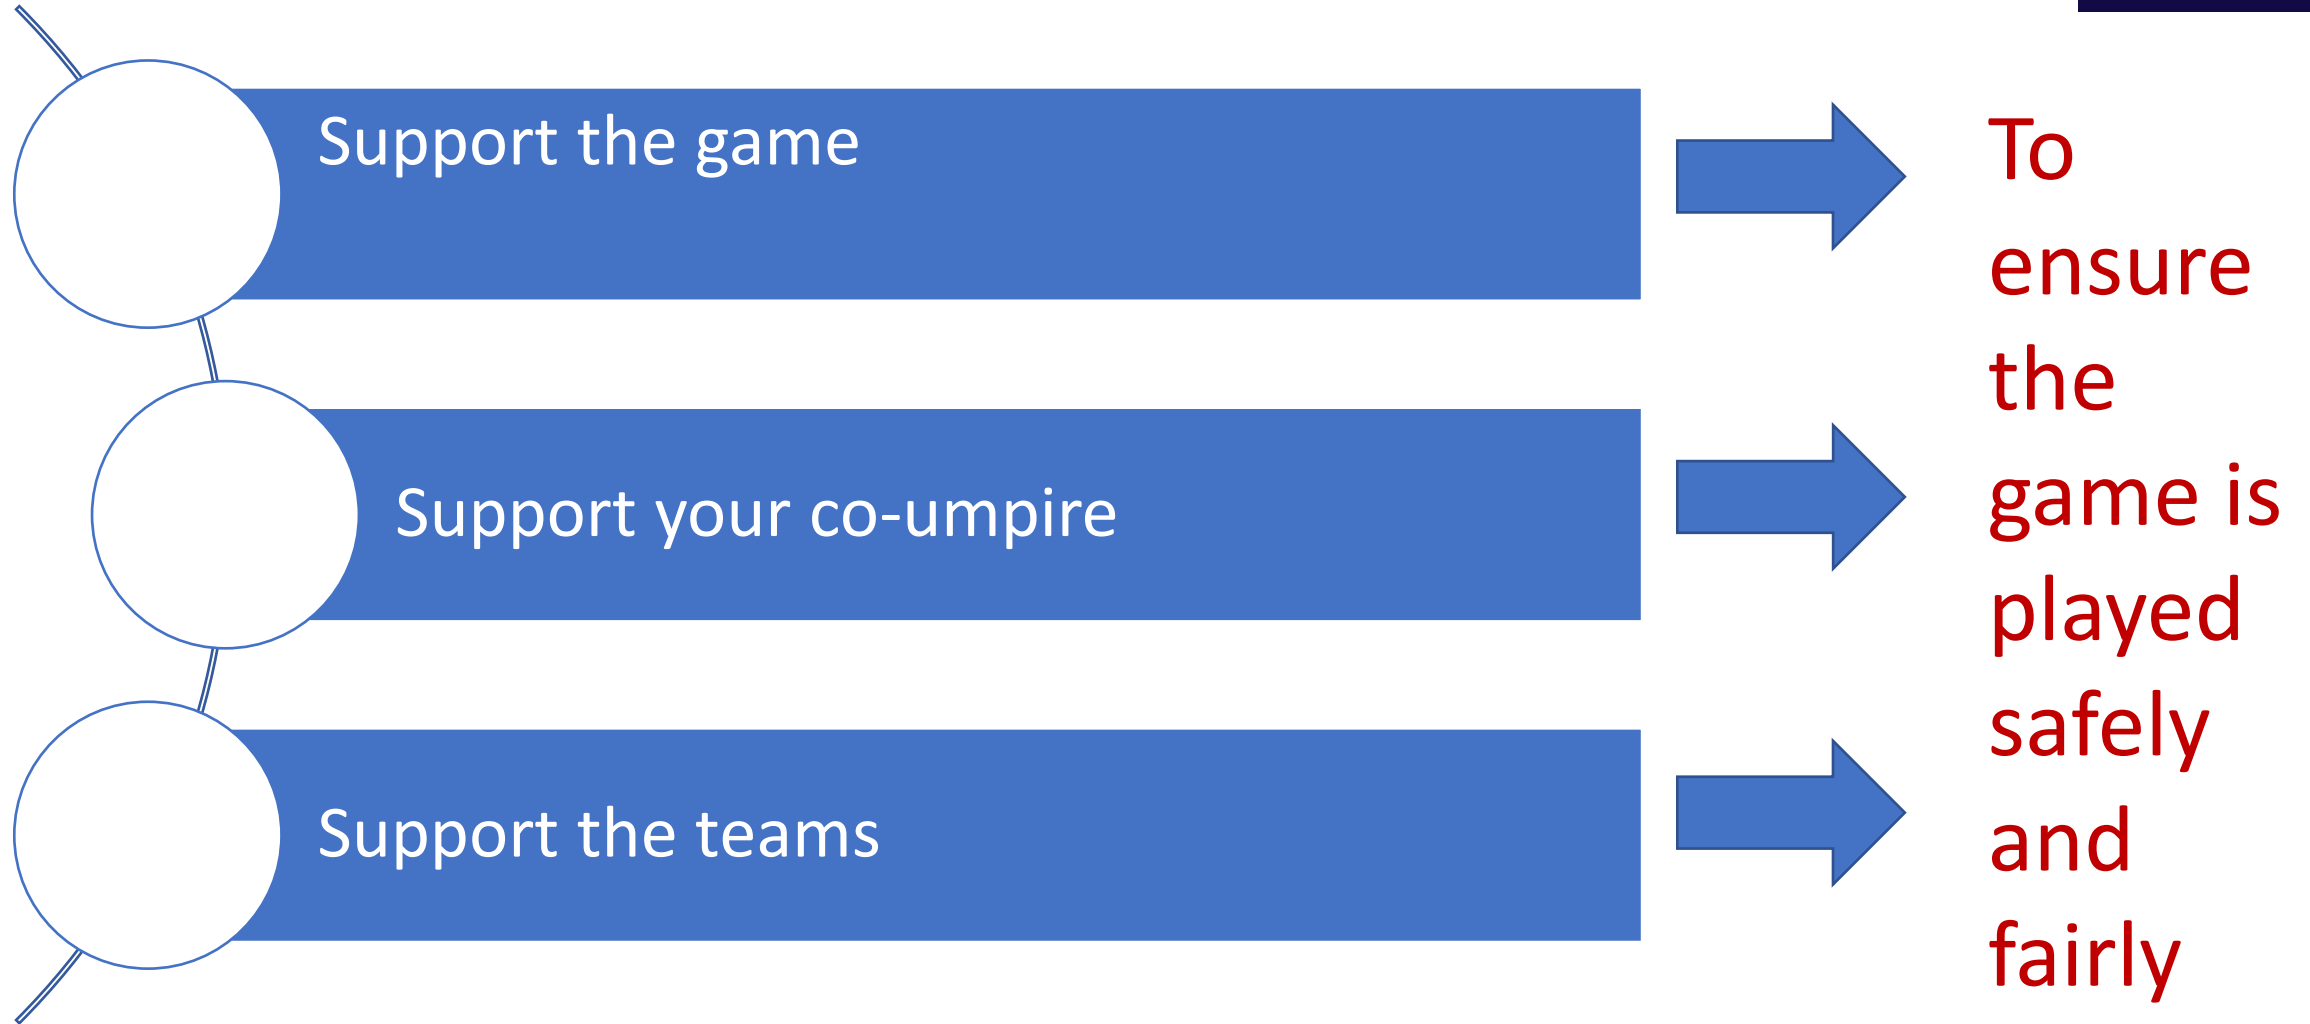 Support the game
Support your co-umpire
Support the teams
To
ensure
the
game is
played
safely
and
fairly